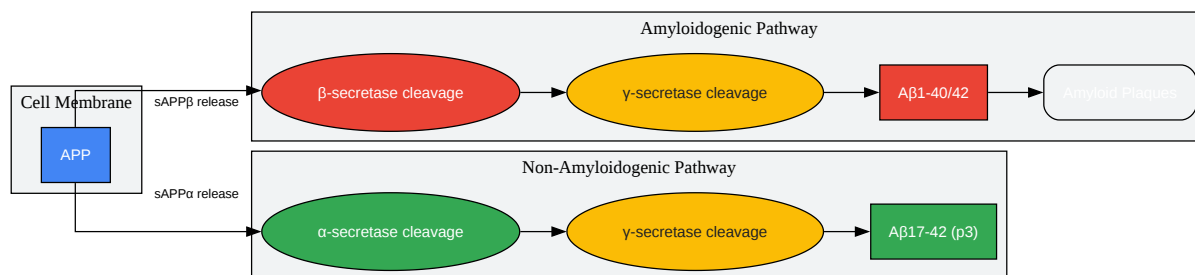 Amyloidogenic Pathway
Cell Membrane
sAPPβ release
β-secretase cleavage
γ-secretase cleavage
Aβ1-40/42
Amyloid Plaques
APP
Non-Amyloidogenic Pathway
sAPPα release
α-secretase cleavage
γ-secretase cleavage
Aβ17-42 (p3)